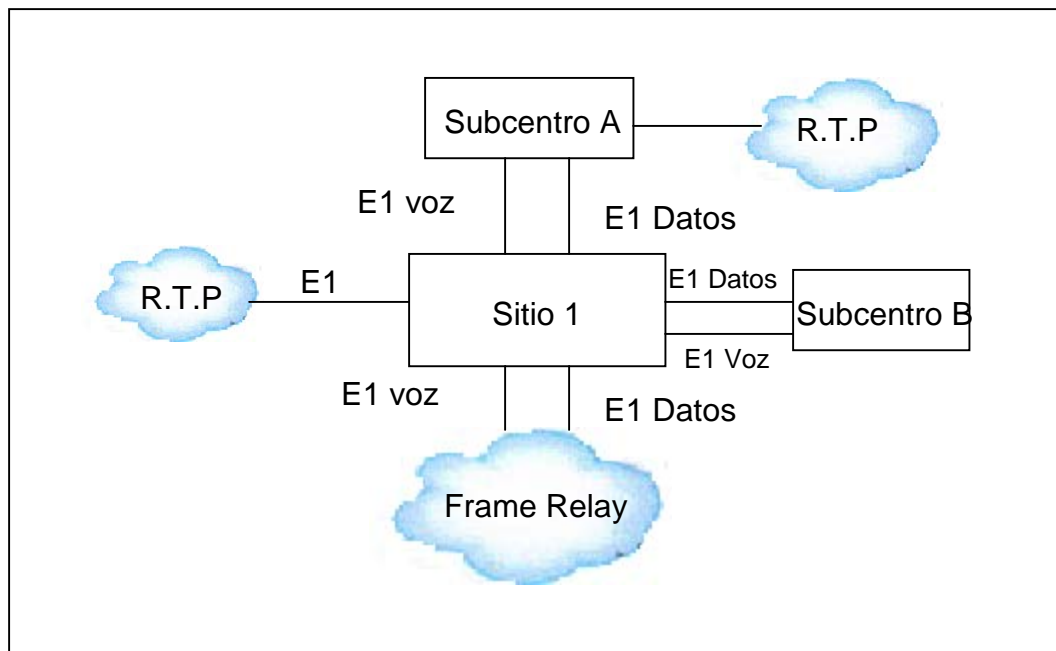 Subcentro A
R.T.P
E1 voz
E1 Datos
R.T.P
E1
Sitio 1
E1 Datos
Subcentro B
E1 Voz
E1 voz
E1 Datos
Frame Relay